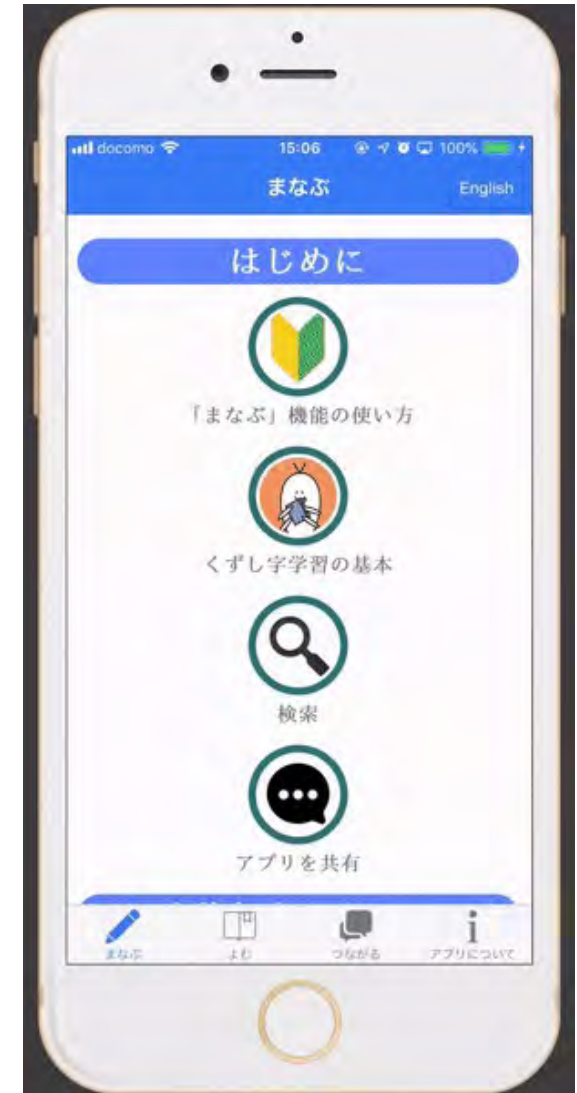 docomo 15:06 100%
まなぶ English
はじめに
「まなぶ」機能の使い方
くずし字学習の基本
検索
アプリを共有
まなぶ よむ つながる アプリについて